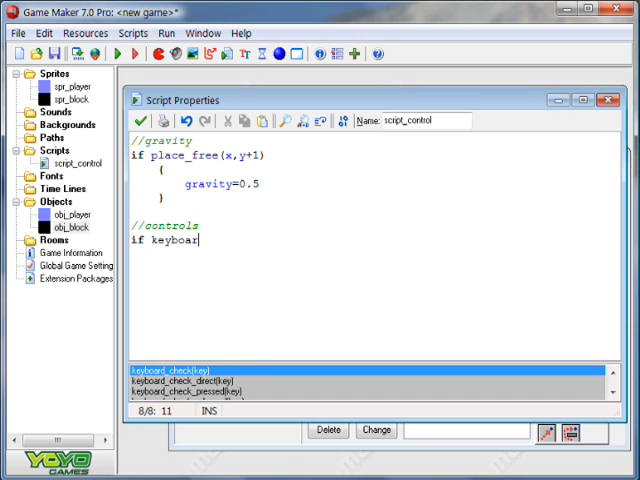 Game Maker 7.0 Pro: <new game>*
File Edit Resources Scripts Run Window Help
Sprites
spr_player
spr_block
Sounds
Backgrounds
Paths
Scripts
script_control
Fonts
Time Lines
Objects
obj_player
obj_block
Rooms
Game Information
Global Game Setting
Extension Packages
YOYO
GAMES
Script Properties
Name: script_control
//gravity
if place_free(x,y+1)
{
gravity=0.5
}
//controls
if keyboar
keyboard_check(key)
keyboard_check_direct(key)
keyboard_check_pressed(key)
8/8: 11 INS
Delete Change